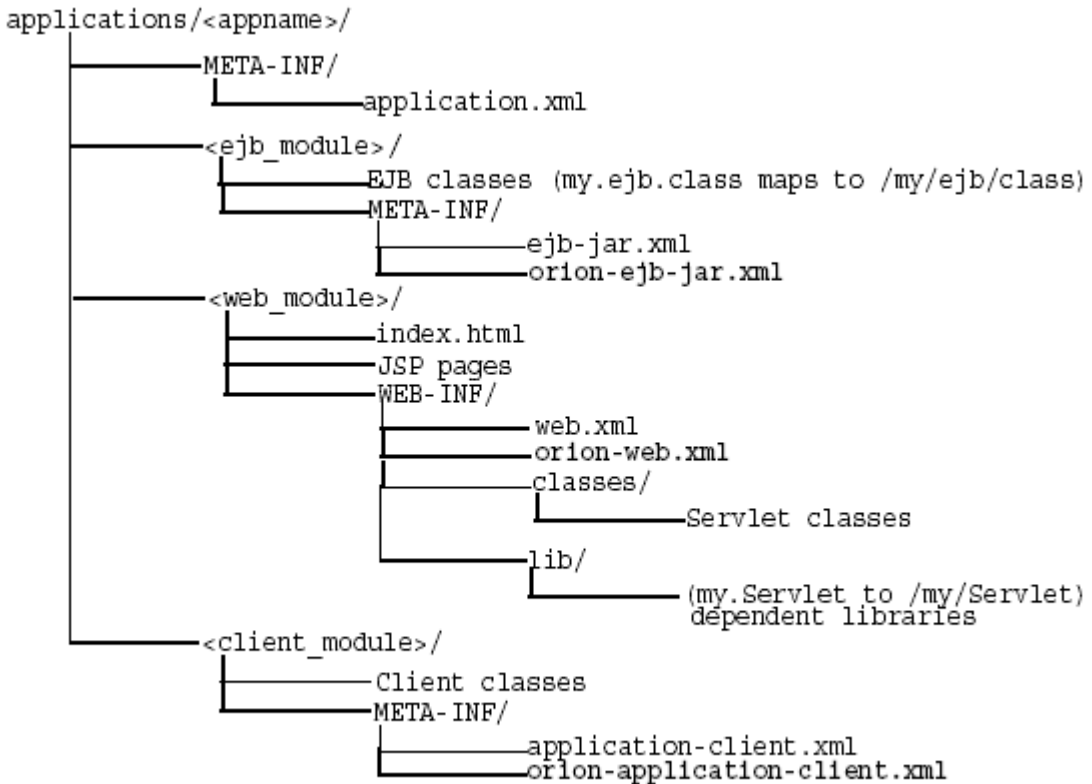 applications/<appname>/
META-INF/
application.xml
<ejb_module>/
EJB classes (my.ejb.class maps to /my/ejb/class)
META-INF/
ejb-jar.xml
orion-ejb-jar.xml
<web_module>/
index.html
JSP pages
WEB-INF/
web.xml
orion-web.xml
classes/
Servlet classes
lib/
(my.Servlet to /my/Servlet)
dependent libraries
<client_module>/
Client classes
META-INF/
application-client.xml
orion-application-client.xml